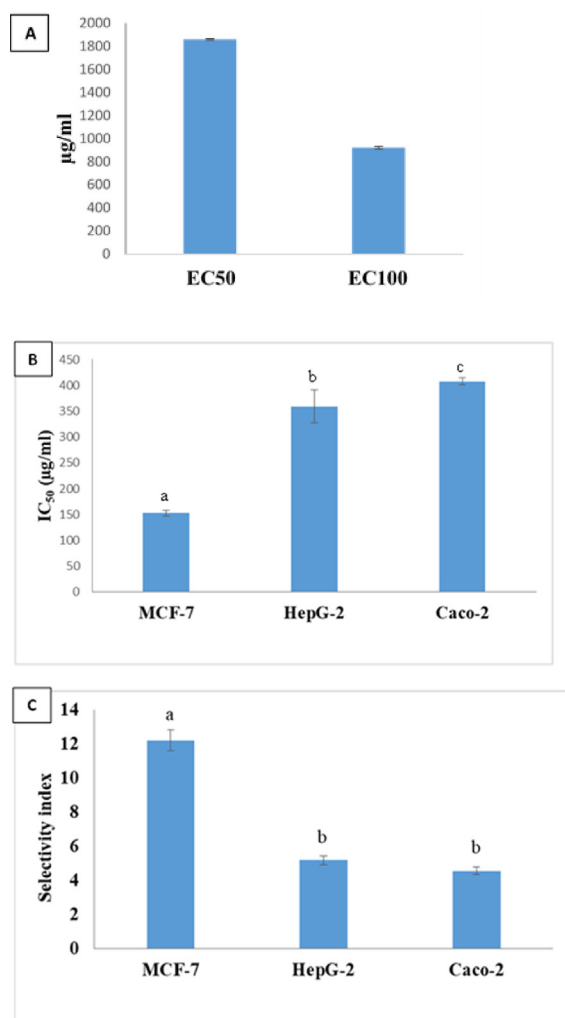 A
2000
1800
1600
1400
1200
1000
800
600
400
200
0
µg/ml
EC50 EC100
B
450
400
350
300
250
200
150
100
50
0
IC50 (µg/ml)
a b c
MCF-7 HepG-2 Caco-2
C
14
12
10
8
6
4
2
0
Selectivity index
a b b
MCF-7 HepG-2 Caco-2